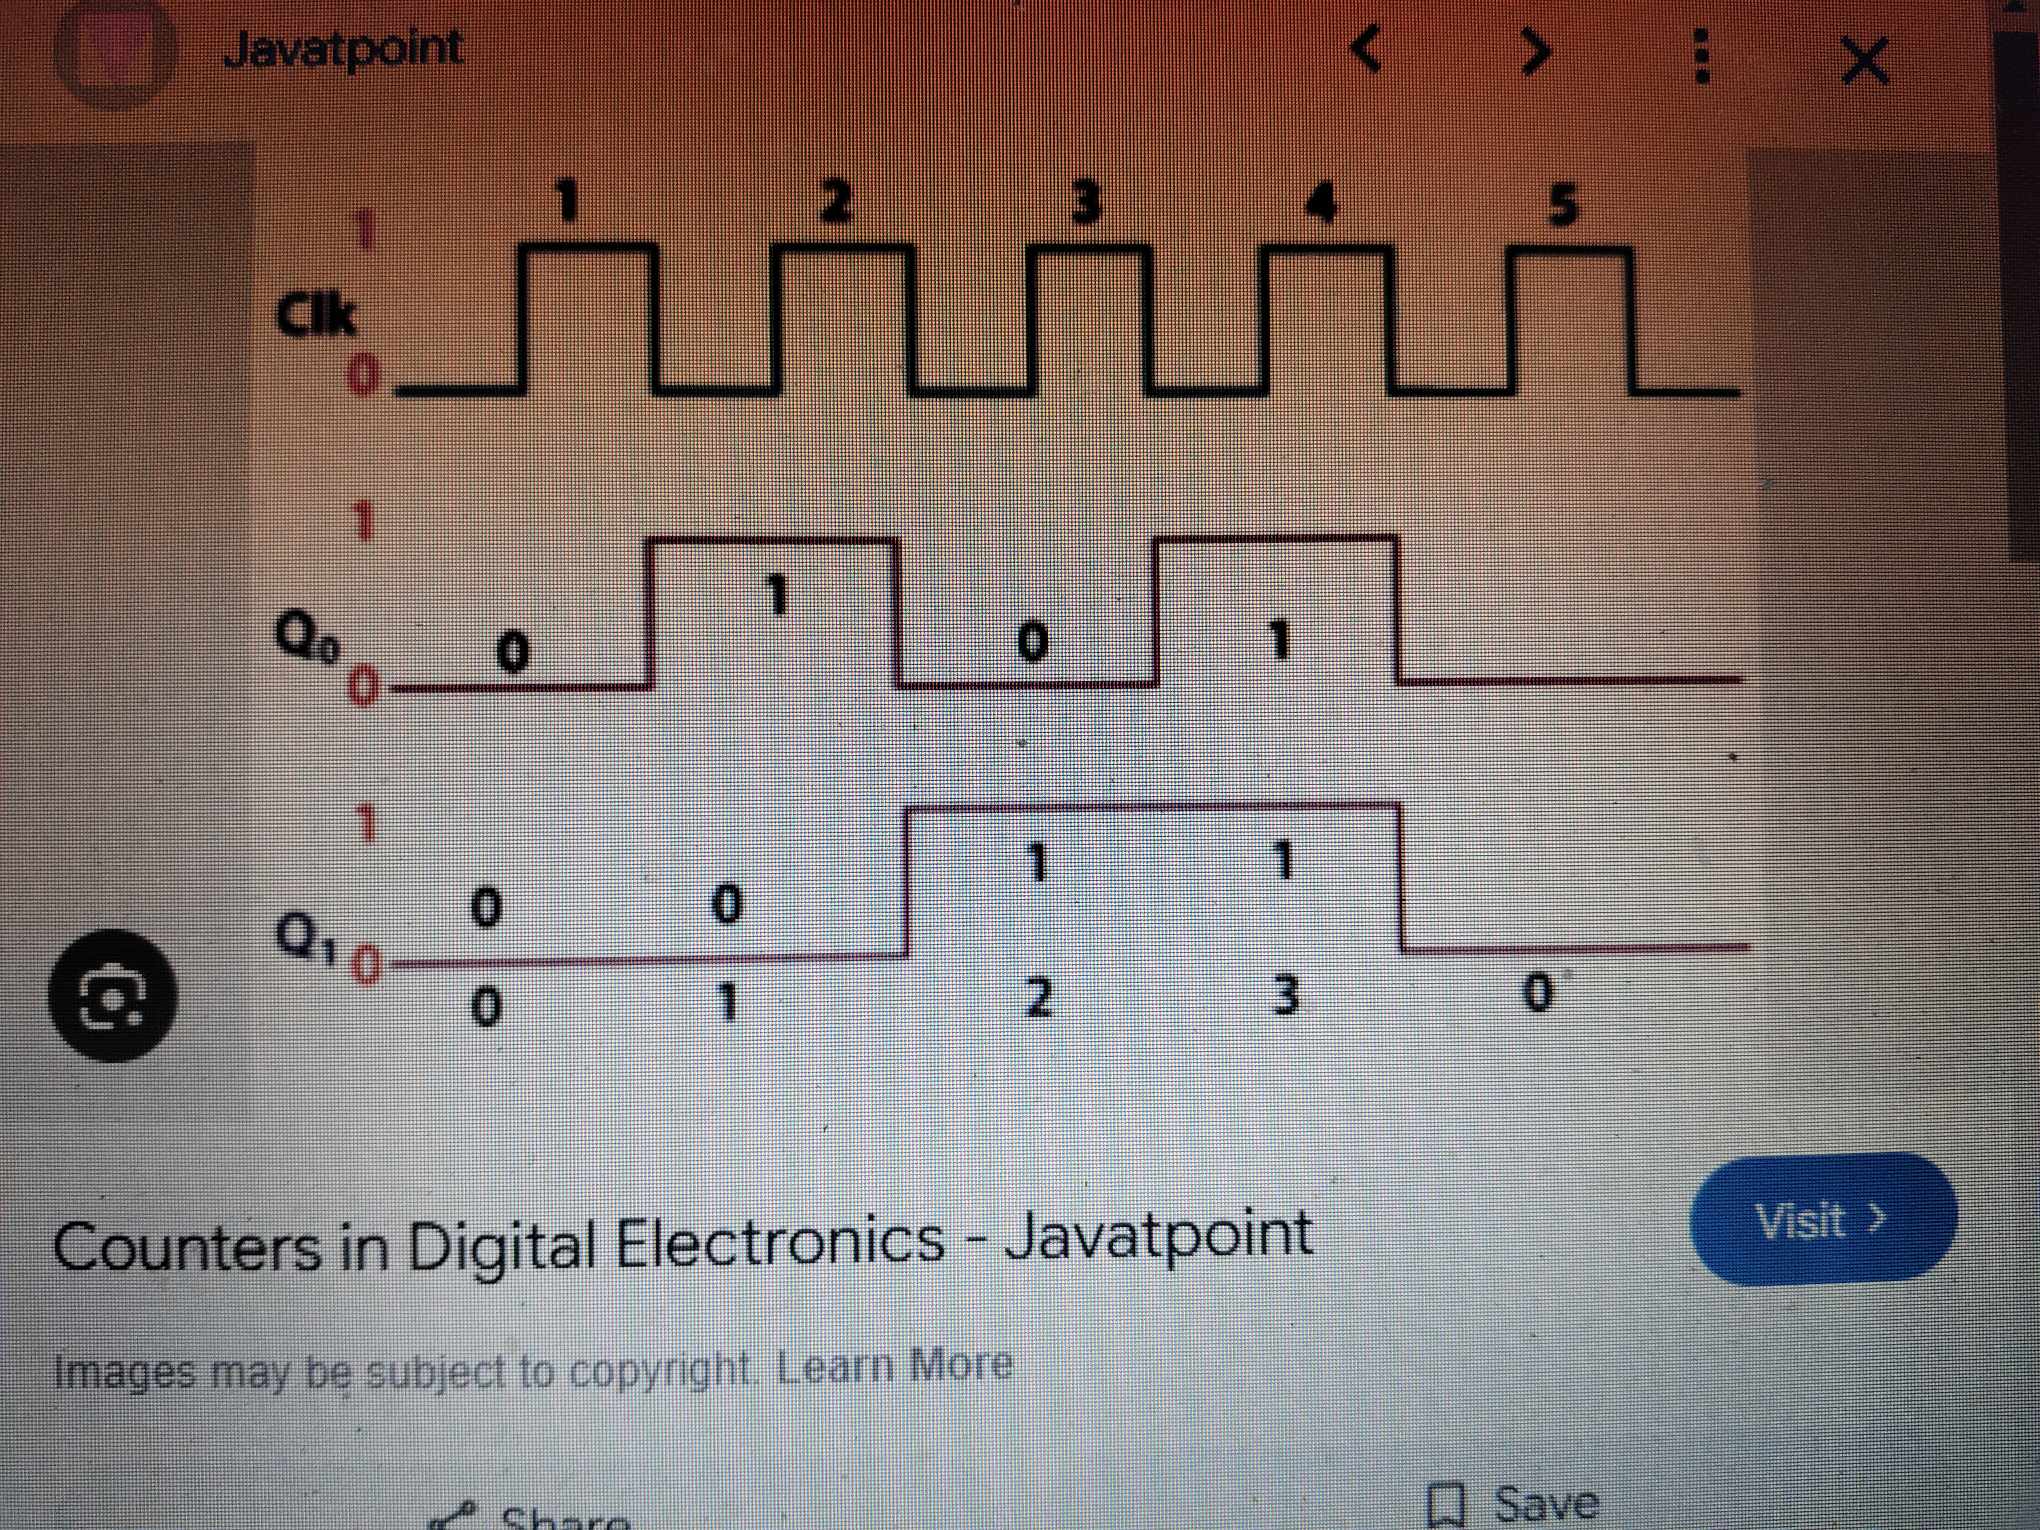 Javatpoint
1 2 3 4 5
1
Clk
0
1
1
Q0 0 0 1
0
1
1 1
0 0
Q1
0
0 1 2 3 0
Counters in Digital Electronics - Javatpoint
Visit >
Images may be subject to copyright. Learn More
Share
Save